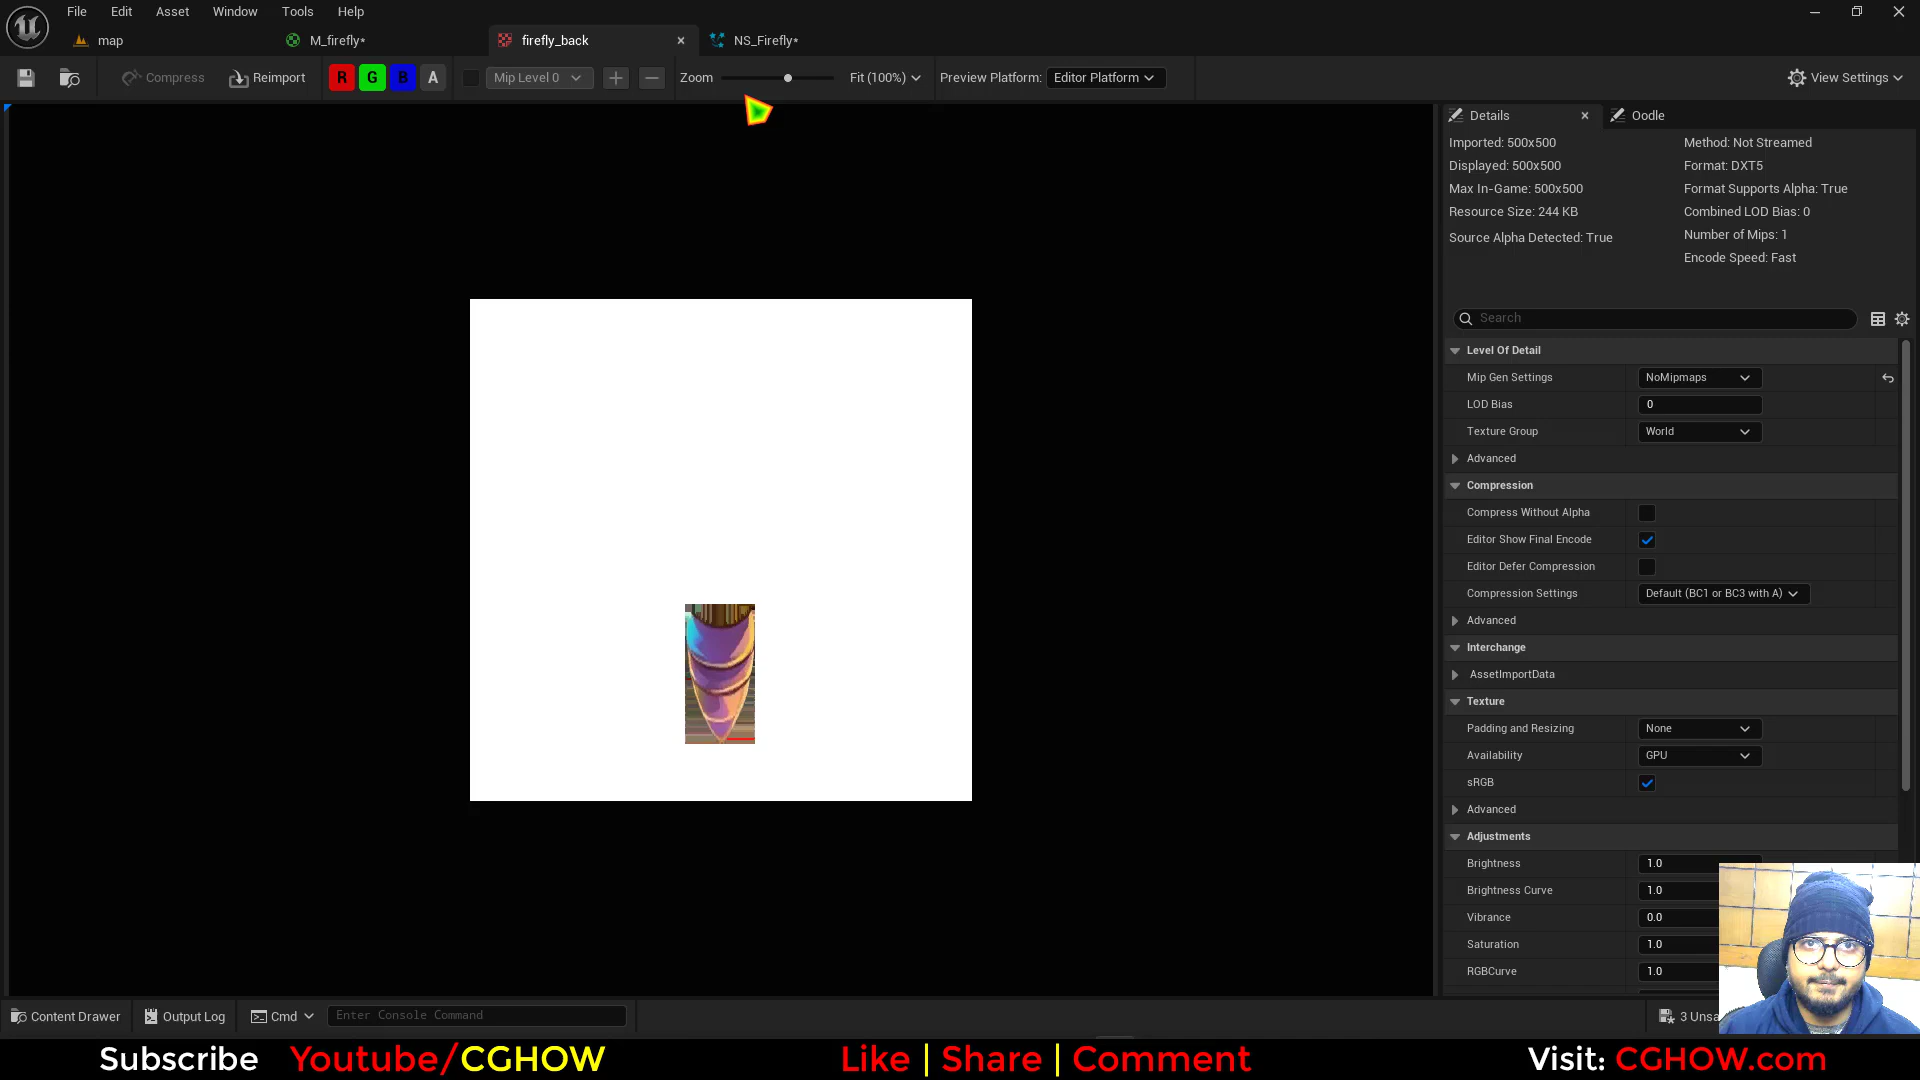 File Edit Asset Window Tools Help
map M_firefly* firefly_back NS_Firefly*
Compress Reimport R G B A Mip Level 0 Zoom Fit (100%) Preview Platform: Editor Platform View Settings
Details Oodle
Imported: 500x500 Method: Not Streamed
Displayed: 500x500 Format: DXT5
Max In-Game: 500x500 Format Supports Alpha: True
Resource Size: 244 KB Combined LOD Bias: 0
Source Alpha Detected: True Number of Mips: 1
Encode Speed: Fast
Search
Level Of Detail
Mip Gen Settings NoMipmaps
LOD Bias 0
Texture Group World
Advanced
Compression
Compress Without Alpha
Editor Show Final Encode
Editor Defer Compression
Compression Settings Default (BC1 or BC3 with A)
Advanced
Interchange
AssetImportData
Texture
Padding and Resizing None
Availability GPU
sRGB
Advanced
Adjustments
Brightness 1.0
Brightness Curve 1.0
Vibrance 0.0
Saturation 1.0
RGBCurve 1.0
Content Drawer Output Log Cmd Enter Console Command 3 Unsa
Subscribe Youtube/CGHOW Like | Share | Comment Visit: CGHOW.com